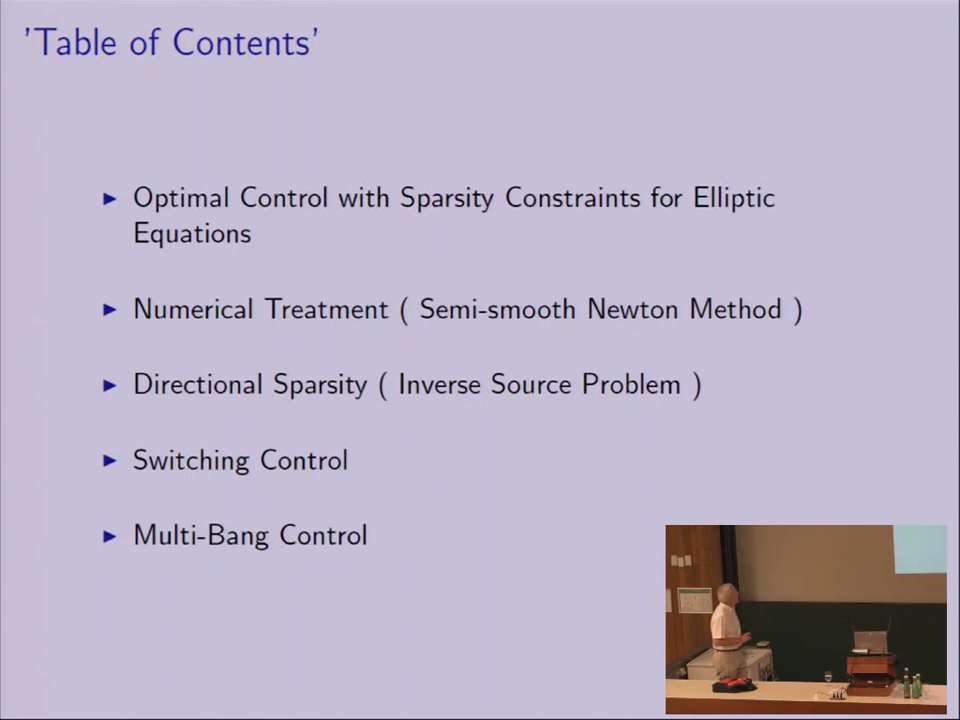 'Table of Contents'
Optimal Control with Sparsity Constraints for Elliptic
Equations
Numerical Treatment ( Semi-smooth Newton Method )
Directional Sparsity ( Inverse Source Problem )
Switching Control
Multi-Bang Control